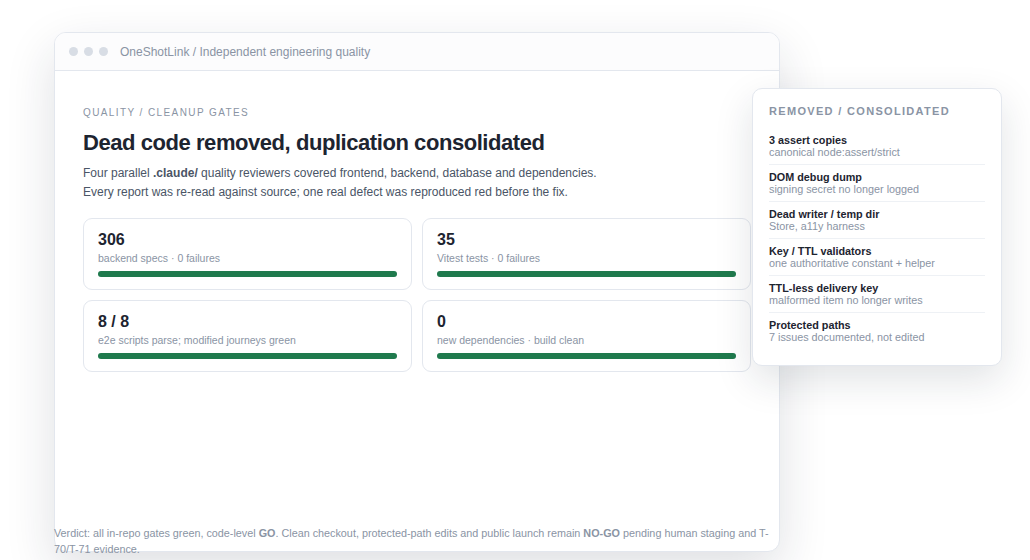 OneShotLink / Independent engineering quality
QUALITY / CLEANUP GATES
Dead code removed, duplication consolidated
Four parallel .claude/ quality reviewers covered frontend, backend, database and dependencies.
Every report was re-read against source; one real defect was reproduced red before the fix.
306
backend specs · 0 failures
35
Vitest tests · 0 failures
8 / 8
e2e scripts parse; modified journeys green
0
new dependencies · build clean
REMOVED / CONSOLIDATED
3 assert copies
canonical node:assert/strict
DOM debug dump
signing secret no longer logged
Dead writer / temp dir
Store, a11y harness
Key / TTL validators
one authoritative constant + helper
TTL-less delivery key
malformed item no longer writes
Protected paths
7 issues documented, not edited
Verdict: all in-repo gates green, code-level GO. Clean checkout, protected-path edits and public launch remain NO-GO pending human staging and T-
70/T-71 evidence.